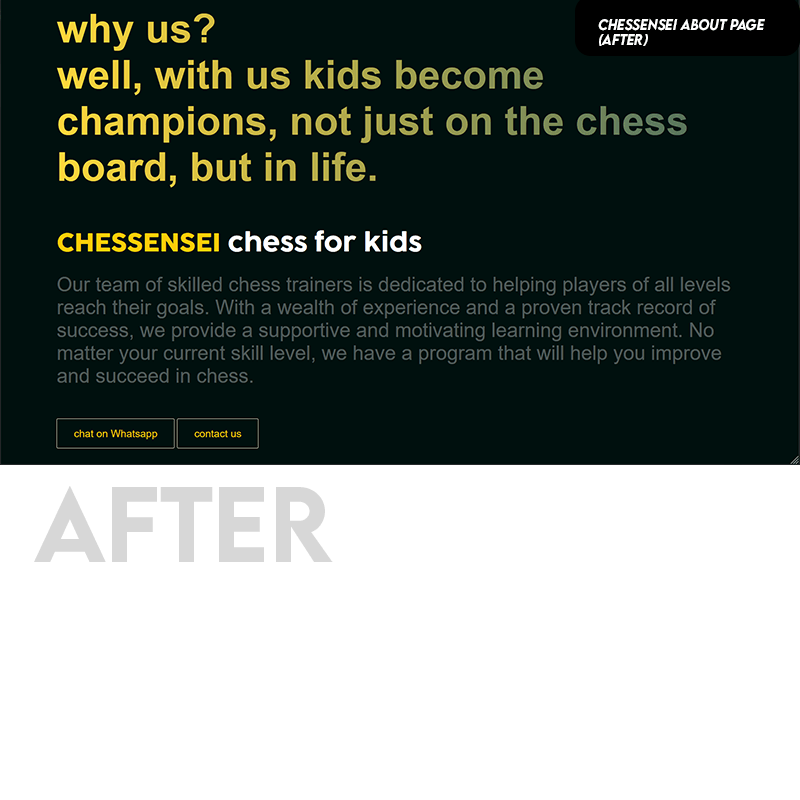 why us?
CHESSENSEI ABOUT PAGE
(AFTER)
well, with us kids become
champions, not just on the chess
board, but in life.
CHESSENSEI chess for kids
Our team of skilled chess trainers is dedicated to helping players of all levels
reach their goals. With a wealth of experience and a proven track record of
success, we provide a supportive and motivating learning environment. No
matter your current skill level, we have a program that will help you improve
and succeed in chess.
chat on Whatsapp
contact us
AFTER